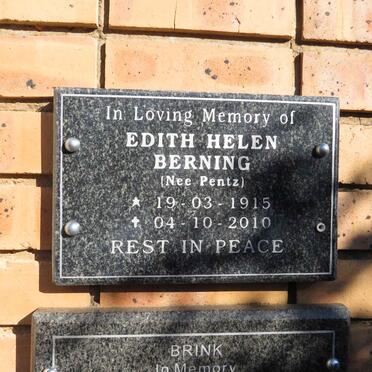 In Loving Memory of
EDITH HELEN
BERNING
(Nee Pentz)
★ 19-03-1915
✝ 04-10-2010
REST IN PEACE
BRINK
In Memory